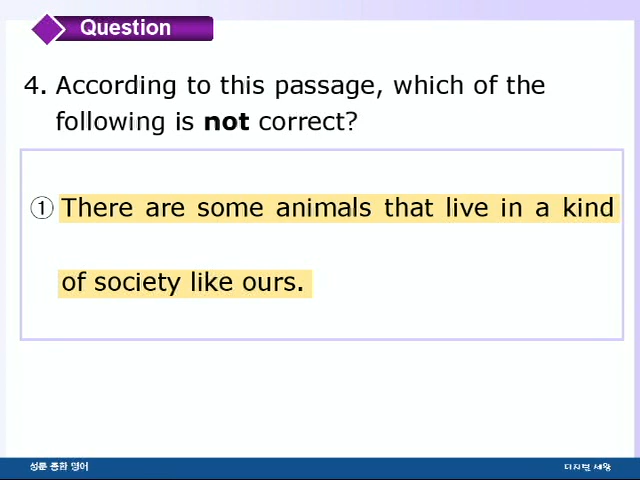 Question
4. According to this passage, which of the
following is not correct?
① There are some animals that live in a kind
of society like ours.
성문 종합 영어
디지털 세왕